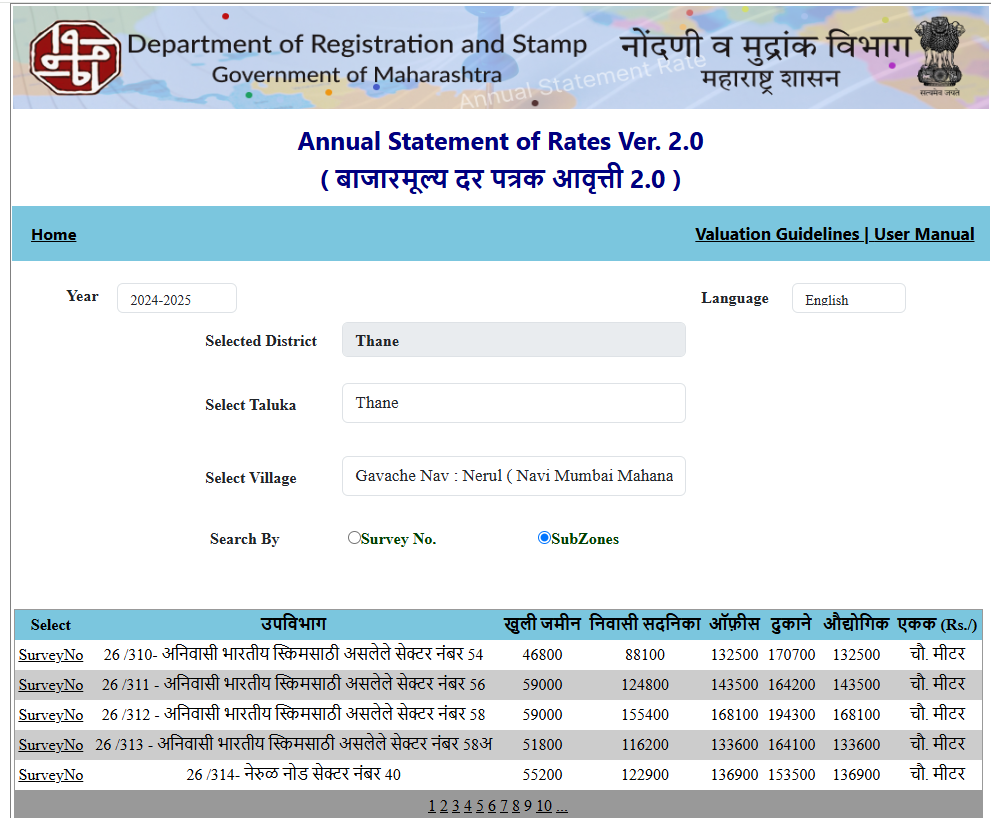 Department of Registration and Stamp
Government of Maharashtra
नोंदणी व मुद्रांक विभाग
महाराष्ट्र शासन
सत्यमेव जयते
Annual Statement Rate
Annual Statement of Rates Ver. 2.0
( बाजारमूल्य दर पत्रक आवृत्ती 2.0 )
Home Valuation Guidelines | User Manual
Year 2024-2025 Language English
Selected District Thane
Select Taluka Thane
Select Village Gavache Nav : Nerul ( Navi Mumbai Mahana
Search By Survey No. SubZones
Select उपविभाग खुली जमीन निवासी सदनिका ऑफ़ीस दुकाने औद्योगिक एकक (Rs./)
SurveyNo 26 /310- अनिवासी भारतीय स्किमसाठी असलेले सेक्टर नंबर 54 46800 88100 132500 170700 132500 चौ. मीटर
SurveyNo 26 /311 - अनिवासी भारतीय स्किमसाठी असलेले सेक्टर नंबर 56 59000 124800 143500 164200 143500 चौ. मीटर
SurveyNo 26 /312 - अनिवासी भारतीय स्किमसाठी असलेले सेक्टर नंबर 58 59000 155400 168100 194300 168100 चौ. मीटर
SurveyNo 26 /313 - अनिवासी भारतीय स्किमसाठी असलेले सेक्टर नंबर 58अ 51800 116200 133600 164100 133600 चौ. मीटर
SurveyNo 26 /314- नेरुळ नोड सेक्टर नंबर 40 55200 122900 136900 153500 136900 चौ. मीटर
1 2 3 4 5 6 7 8 9 10 ...